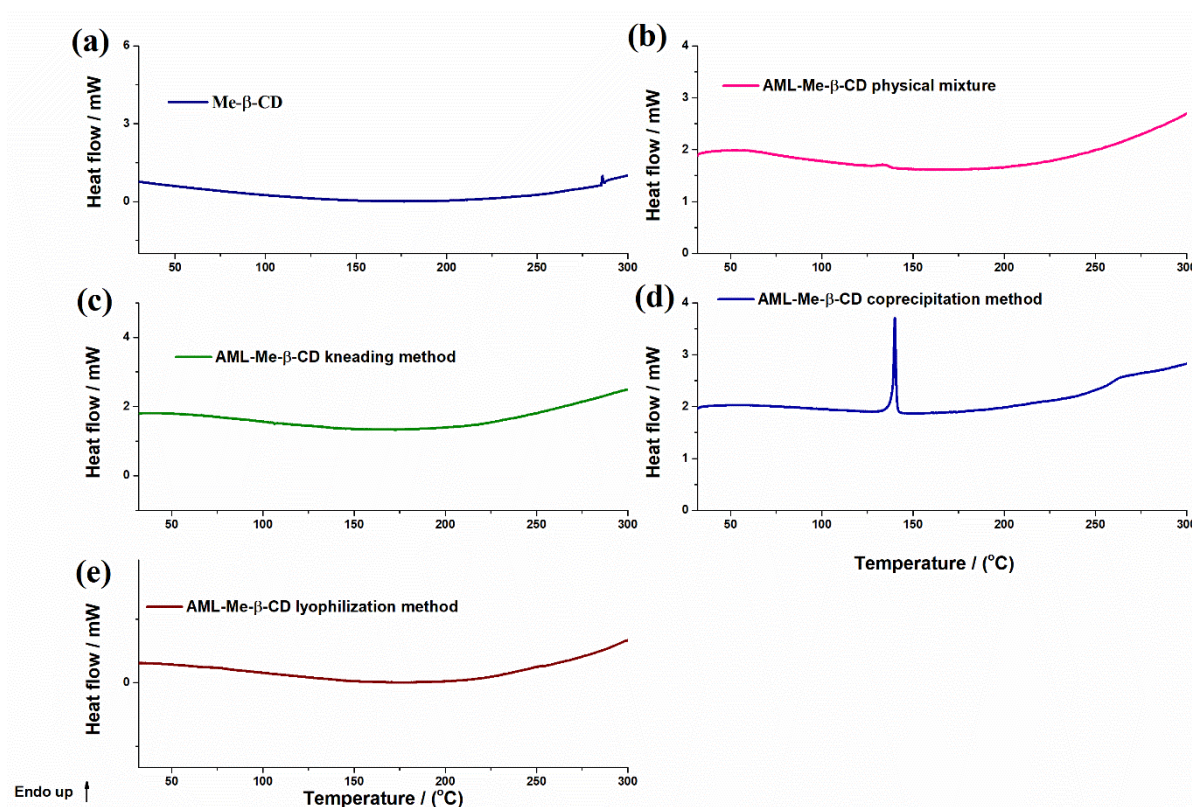 (a)
6
3
0
Heat flow / mW
Me-β-CD
50 100 150 200 250 300
(b)
4
3
2
1
0
Heat flow / mW
AML-Me-β-CD physical mixture
50 100 150 200 250 300
(c)
4
2
0
Heat flow / mW
AML-Me-β-CD kneading method
50 100 150 200 250 300
(d)
4
3
2
1
0
Heat flow / mW
AML-Me-β-CD coprecipitation method
50 100 150 200 250 300
Temperature / (°C)
(e)
0
Heat flow / mW
AML-Me-β-CD lyophilization method
50 100 150 200 250 300
Temperature / (°C)
Endo up ↑